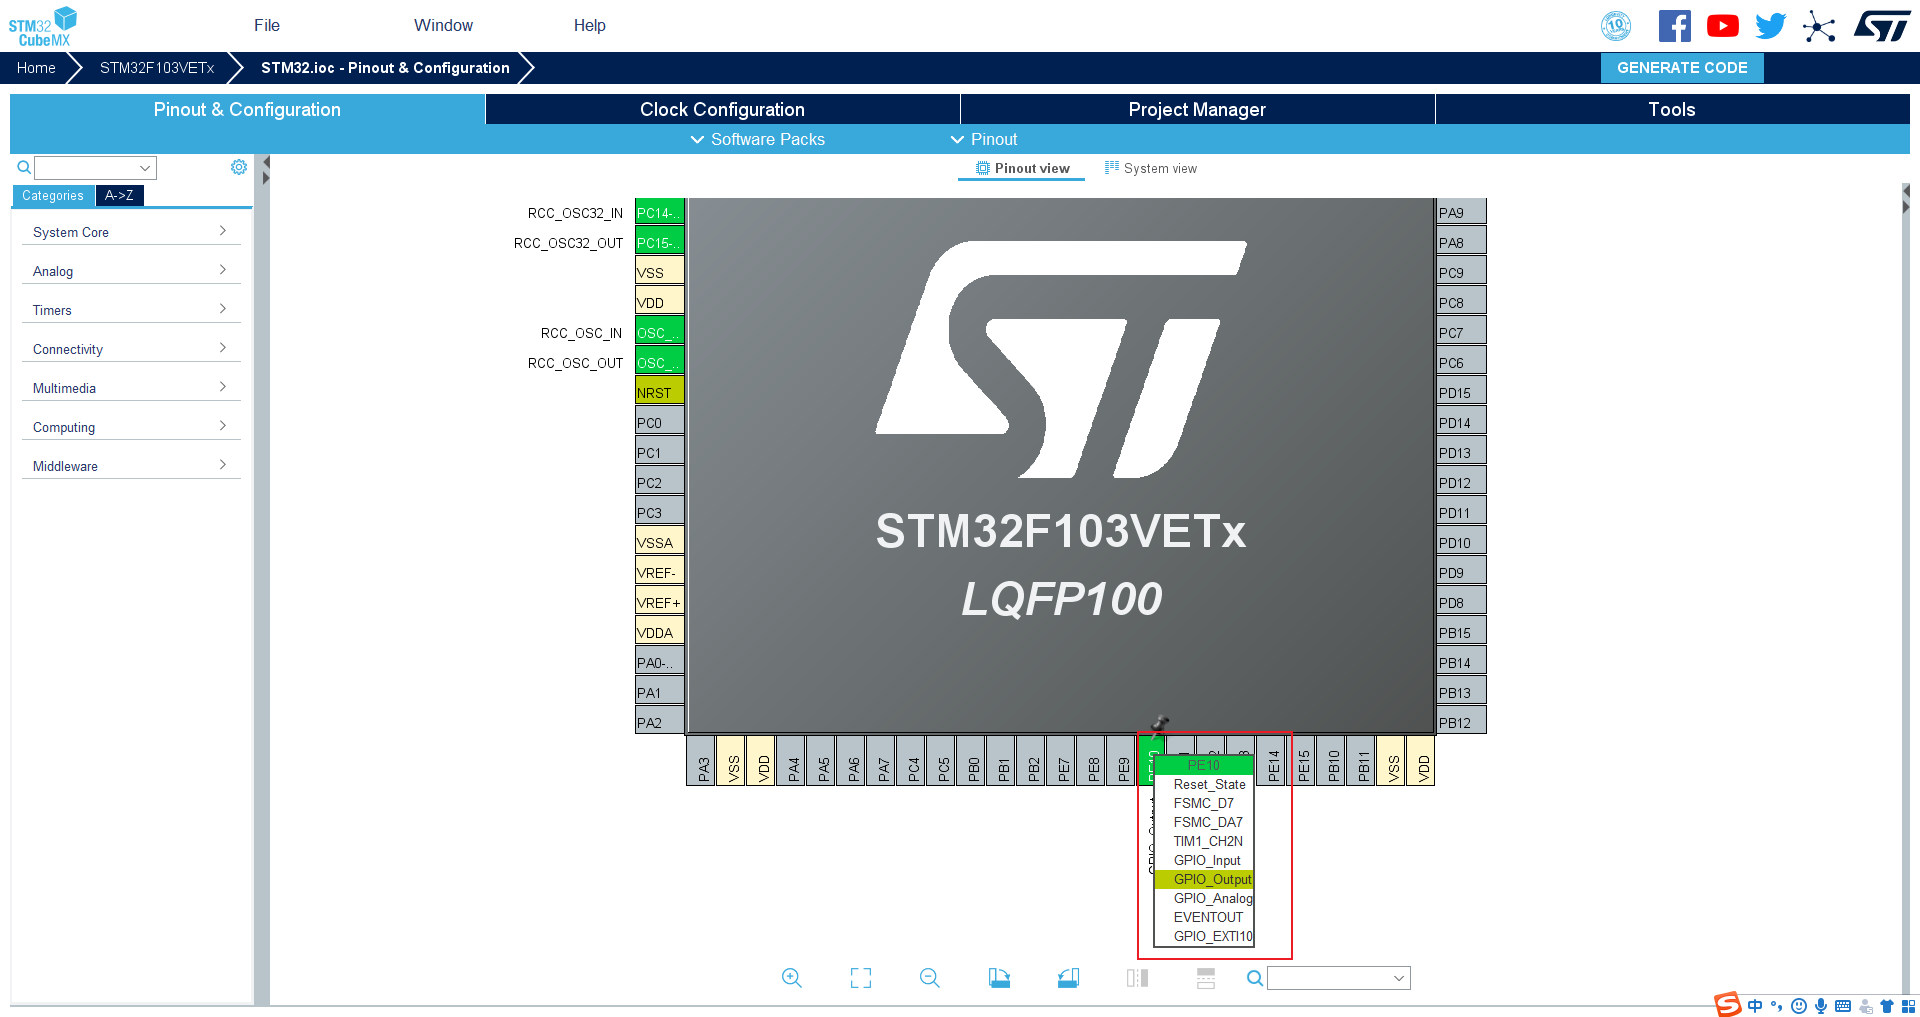 STM32 CubeMX
File
Window
Help
10
Home
STM32F103VETx
STM32.ioc - Pinout & Configuration
GENERATE CODE
Pinout & Configuration
Clock Configuration
Project Manager
Tools
Software Packs
Pinout
Categories
A->Z
Pinout view
System view
System Core
Analog
Timers
Connectivity
Multimedia
Computing
Middleware
RCC_OSC32_IN
RCC_OSC32_OUT
RCC_OSC_IN
RCC_OSC_OUT
PC14-..
PC15-..
VSS
VDD
OSC_..
OSC_..
NRST
PC0
PC1
PC2
PC3
VSSA
VREF-
VREF+
VDDA
PA0-..
PA1
PA2
STM32F103VETx
LQFP100
PA9
PA8
PC9
PC8
PC7
PC6
PD15
PD14
PD13
PD12
PD11
PD10
PD9
PD8
PB15
PB14
PB13
PB12
PA3
VSS
VDD
PA4
PA5
PA6
PA7
PC4
PC5
PB0
PB1
PB2
PE7
PE8
PE9
PE14
PE15
PB10
PB11
VSS
VDD
PE10
Reset_State
FSMC_D7
FSMC_DA7
TIM1_CH2N
GPIO_Input
GPIO_Output
GPIO_Analog
EVENTOUT
GPIO_EXTI10
中